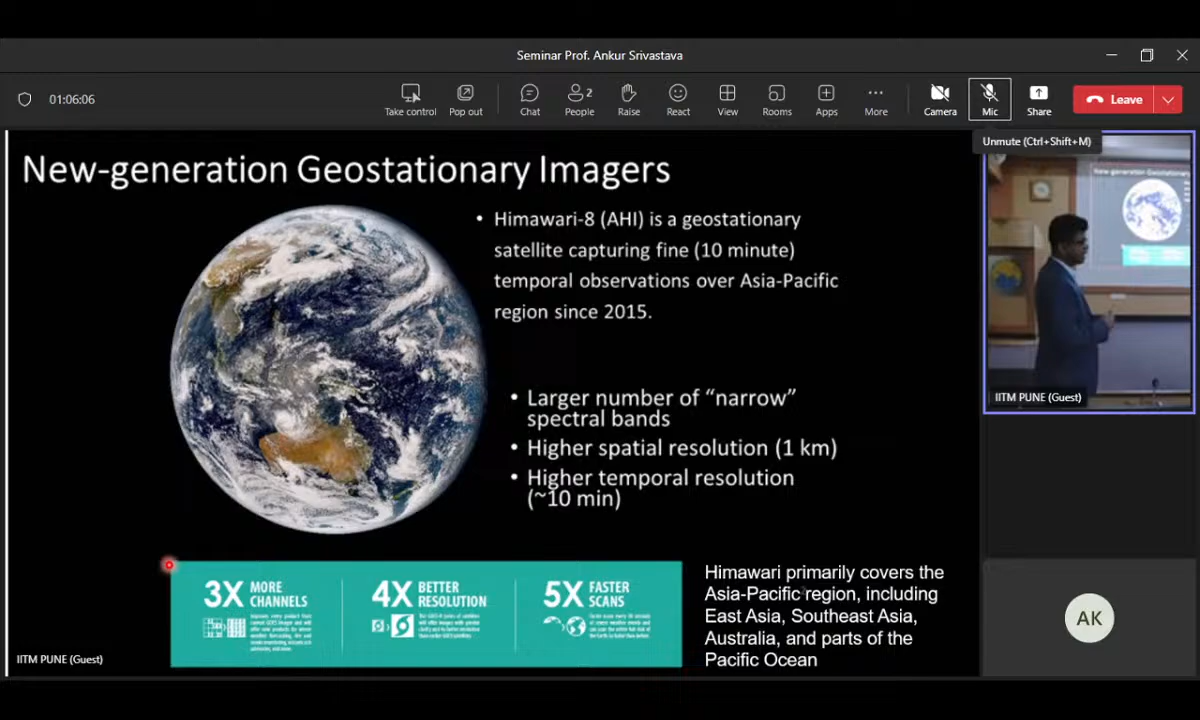 Seminar Prof. Ankur Srivastava
01:06:06
Take control
Pop out
Chat
People
2
Raise
React
View
Rooms
Apps
More
Camera
Mic
Share
Leave
Unmute (Ctrl+Shift+M)
New-generation Geostationary Imagers
• Himawari-8 (AHI) is a geostationary
satellite capturing fine (10 minute)
temporal observations over Asia-Pacific
region since 2015.
• Larger number of “narrow”
spectral bands
• Higher spatial resolution (1 km)
• Higher temporal resolution
(~10 min)
3X MORE
CHANNELS
4X BETTER
RESOLUTION
5X FASTER
SCANS
Himawari primarily covers the
Asia-Pacific region, including
East Asia, Southeast Asia,
Australia, and parts of the
Pacific Ocean
IITM PUNE (Guest)
New-generation Geostationary
IITM PUNE (Guest)
AK